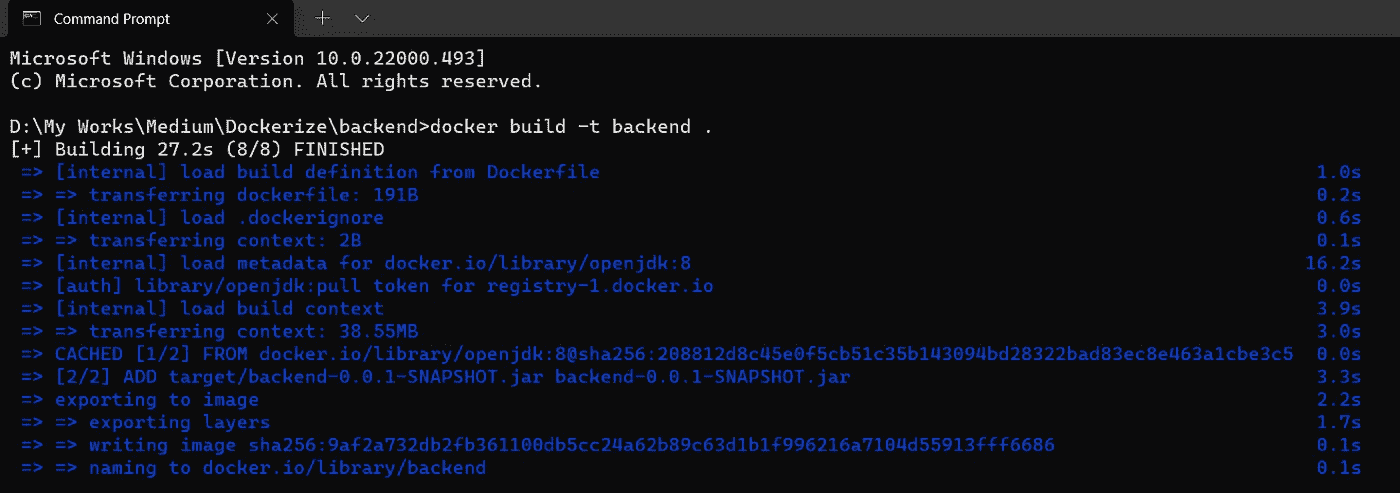 Command Prompt
Microsoft Windows [Version 10.0.22000.493]
(c) Microsoft Corporation. All rights reserved.
D:\My Works\Medium\Dockerize\backend>docker build -t backend .
[+] Building 27.2s (8/8) FINISHED
=> [internal] load build definition from Dockerfile 1.0s
=> => transferring dockerfile: 191B 0.2s
=> [internal] load .dockerignore 0.6s
=> => transferring context: 2B 0.1s
=> [internal] load metadata for docker.io/library/openjdk:8 16.2s
=> [auth] library/openjdk:pull token for registry-1.docker.io 0.0s
=> [internal] load build context 3.9s
=> => transferring context: 38.55MB 3.0s
=> CACHED [1/2] FROM docker.io/library/openjdk:8@sha256:208812d8c45e0f5cb51c35b143094bd28322bad83ec8e463a1cbe3c5 0.0s
=> [2/2] ADD target/backend-0.0.1-SNAPSHOT.jar backend-0.0.1-SNAPSHOT.jar 3.3s
=> exporting to image 2.2s
=> => exporting layers 1.7s
=> => writing image sha256:9af2a732db2fb361100db5cc24a62b89c63d1b1f996216a7104d55913fff6686 0.1s
=> => naming to docker.io/library/backend 0.1s